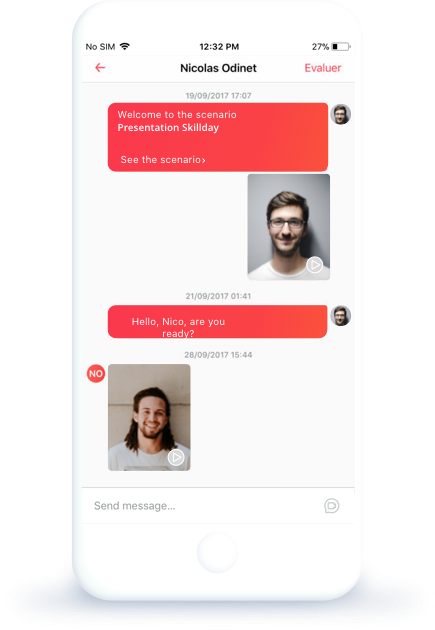 No SIM 12:32 PM 27%
← Nicolas Odinet Evaluer
19/09/2017 17:07
Welcome to the scenario
Presentation Skillday
See the scenario›
21/09/2017 01:41
Hello, Nico, are you
ready?
28/09/2017 15:44
NO
Send message...